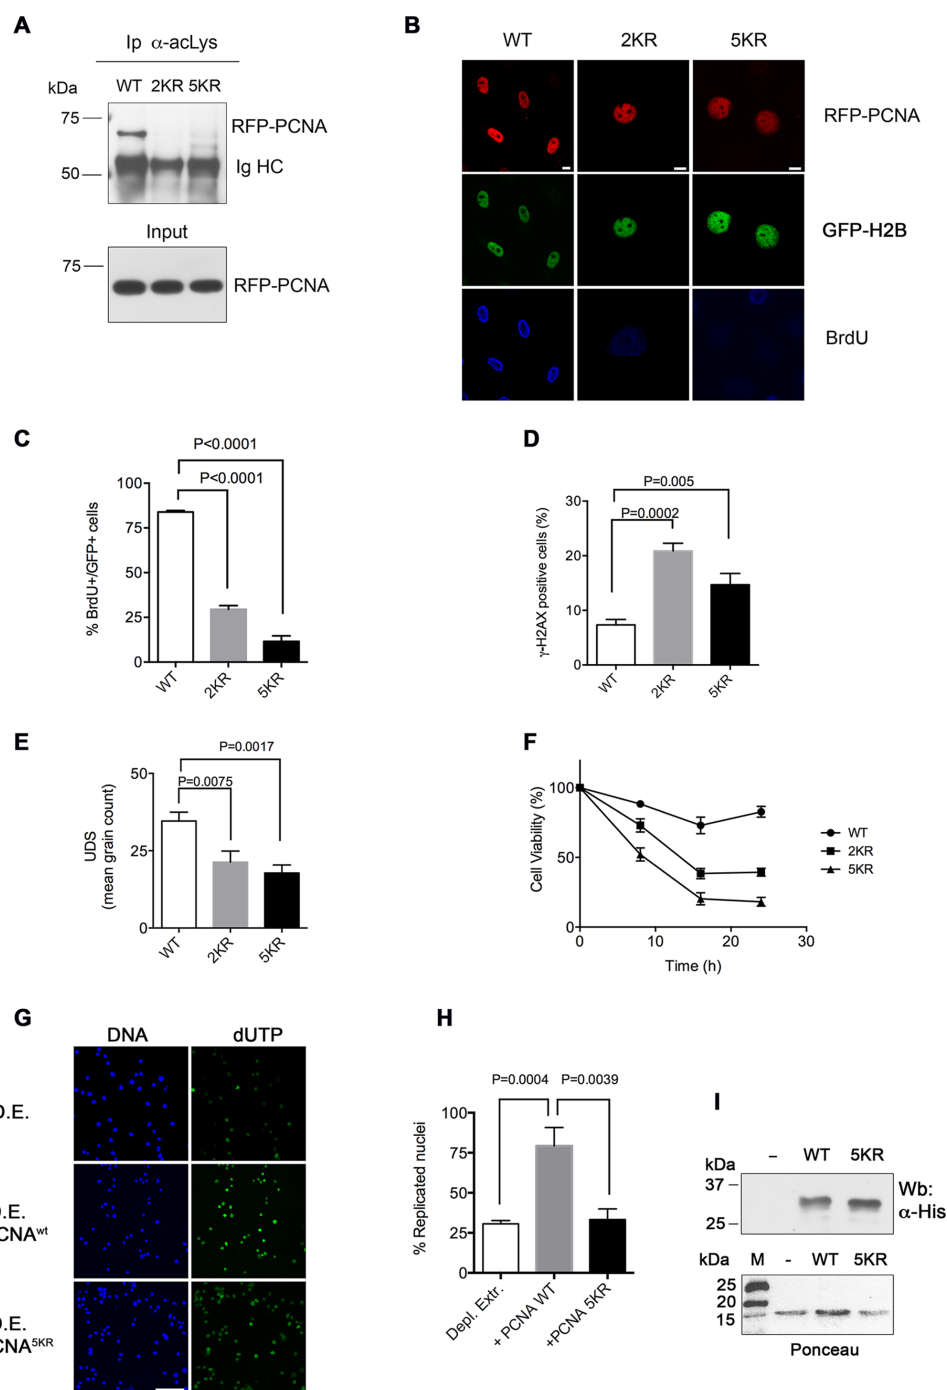 A
Ip α-acLys
kDa
WT 2KR 5KR
75
RFP-PCNA
Ig HC
50
Input
75
RFP-PCNA
B
WT 2KR 5KR
RFP-PCNA
GFP-H2B
BrdU
C
P<0.0001
P<0.0001
% BrdU+/GFP+ cells
100
75
50
25
0
WT
2KR
5KR
D
P=0.005
P=0.0002
γ-H2AX positive cells (%)
30
20
10
0
WT
2KR
5KR
E
P=0.0017
P=0.0075
UDS
(mean grain count)
50
25
0
WT
2KR
5KR
F
Cell Viability (%)
100
50
0
0 10 20 30
Time (h)
WT
2KR
5KR
G
DNA dUTP
D.E.
D.E.
CNAwt
D.E.
CNA5KR
H
P=0.0004 P=0.0039
% Replicated nuclei
100
75
50
25
0
Depl. Extr.
+ PCNA WT
+PCNA 5KR
I
– WT 5KR
kDa
37
25
Wb:
α-His
kDa M - WT 5KR
25
20
15
Ponceau